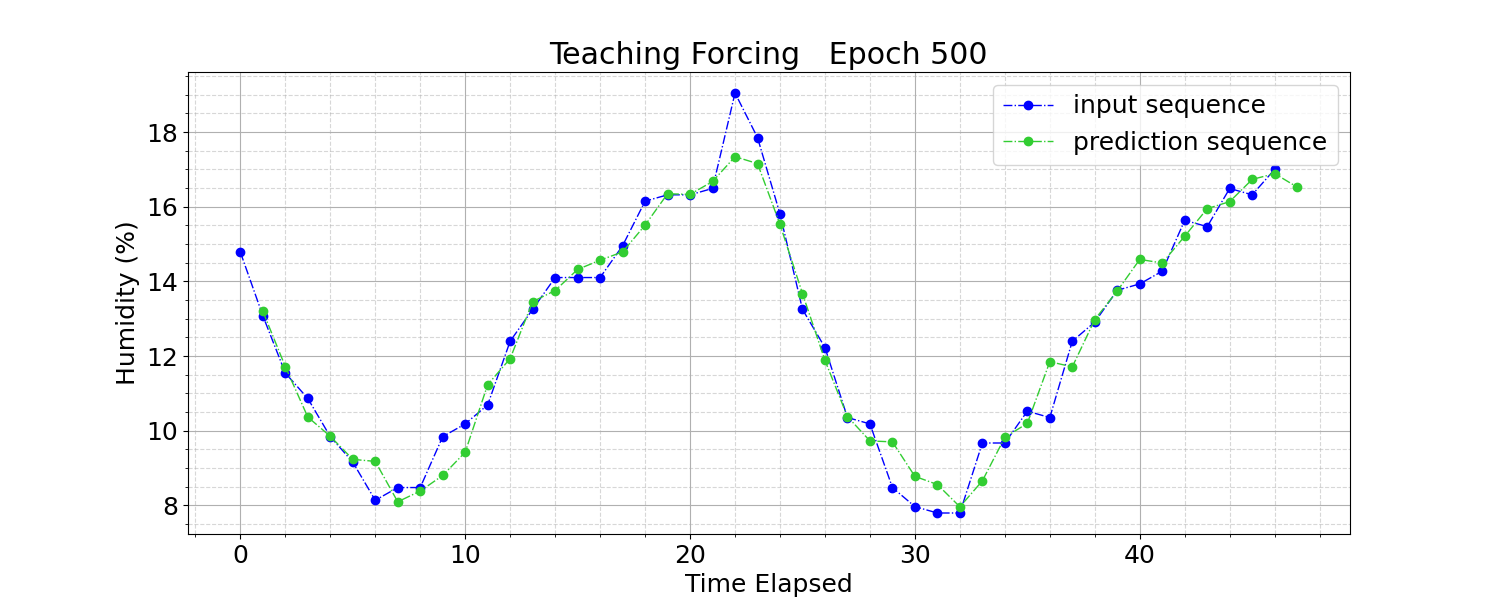 Teaching Forcing   Epoch 500
input sequence
prediction sequence
Humidity (%)
18
16
14
12
10
8
0 10 20 30 40
Time Elapsed